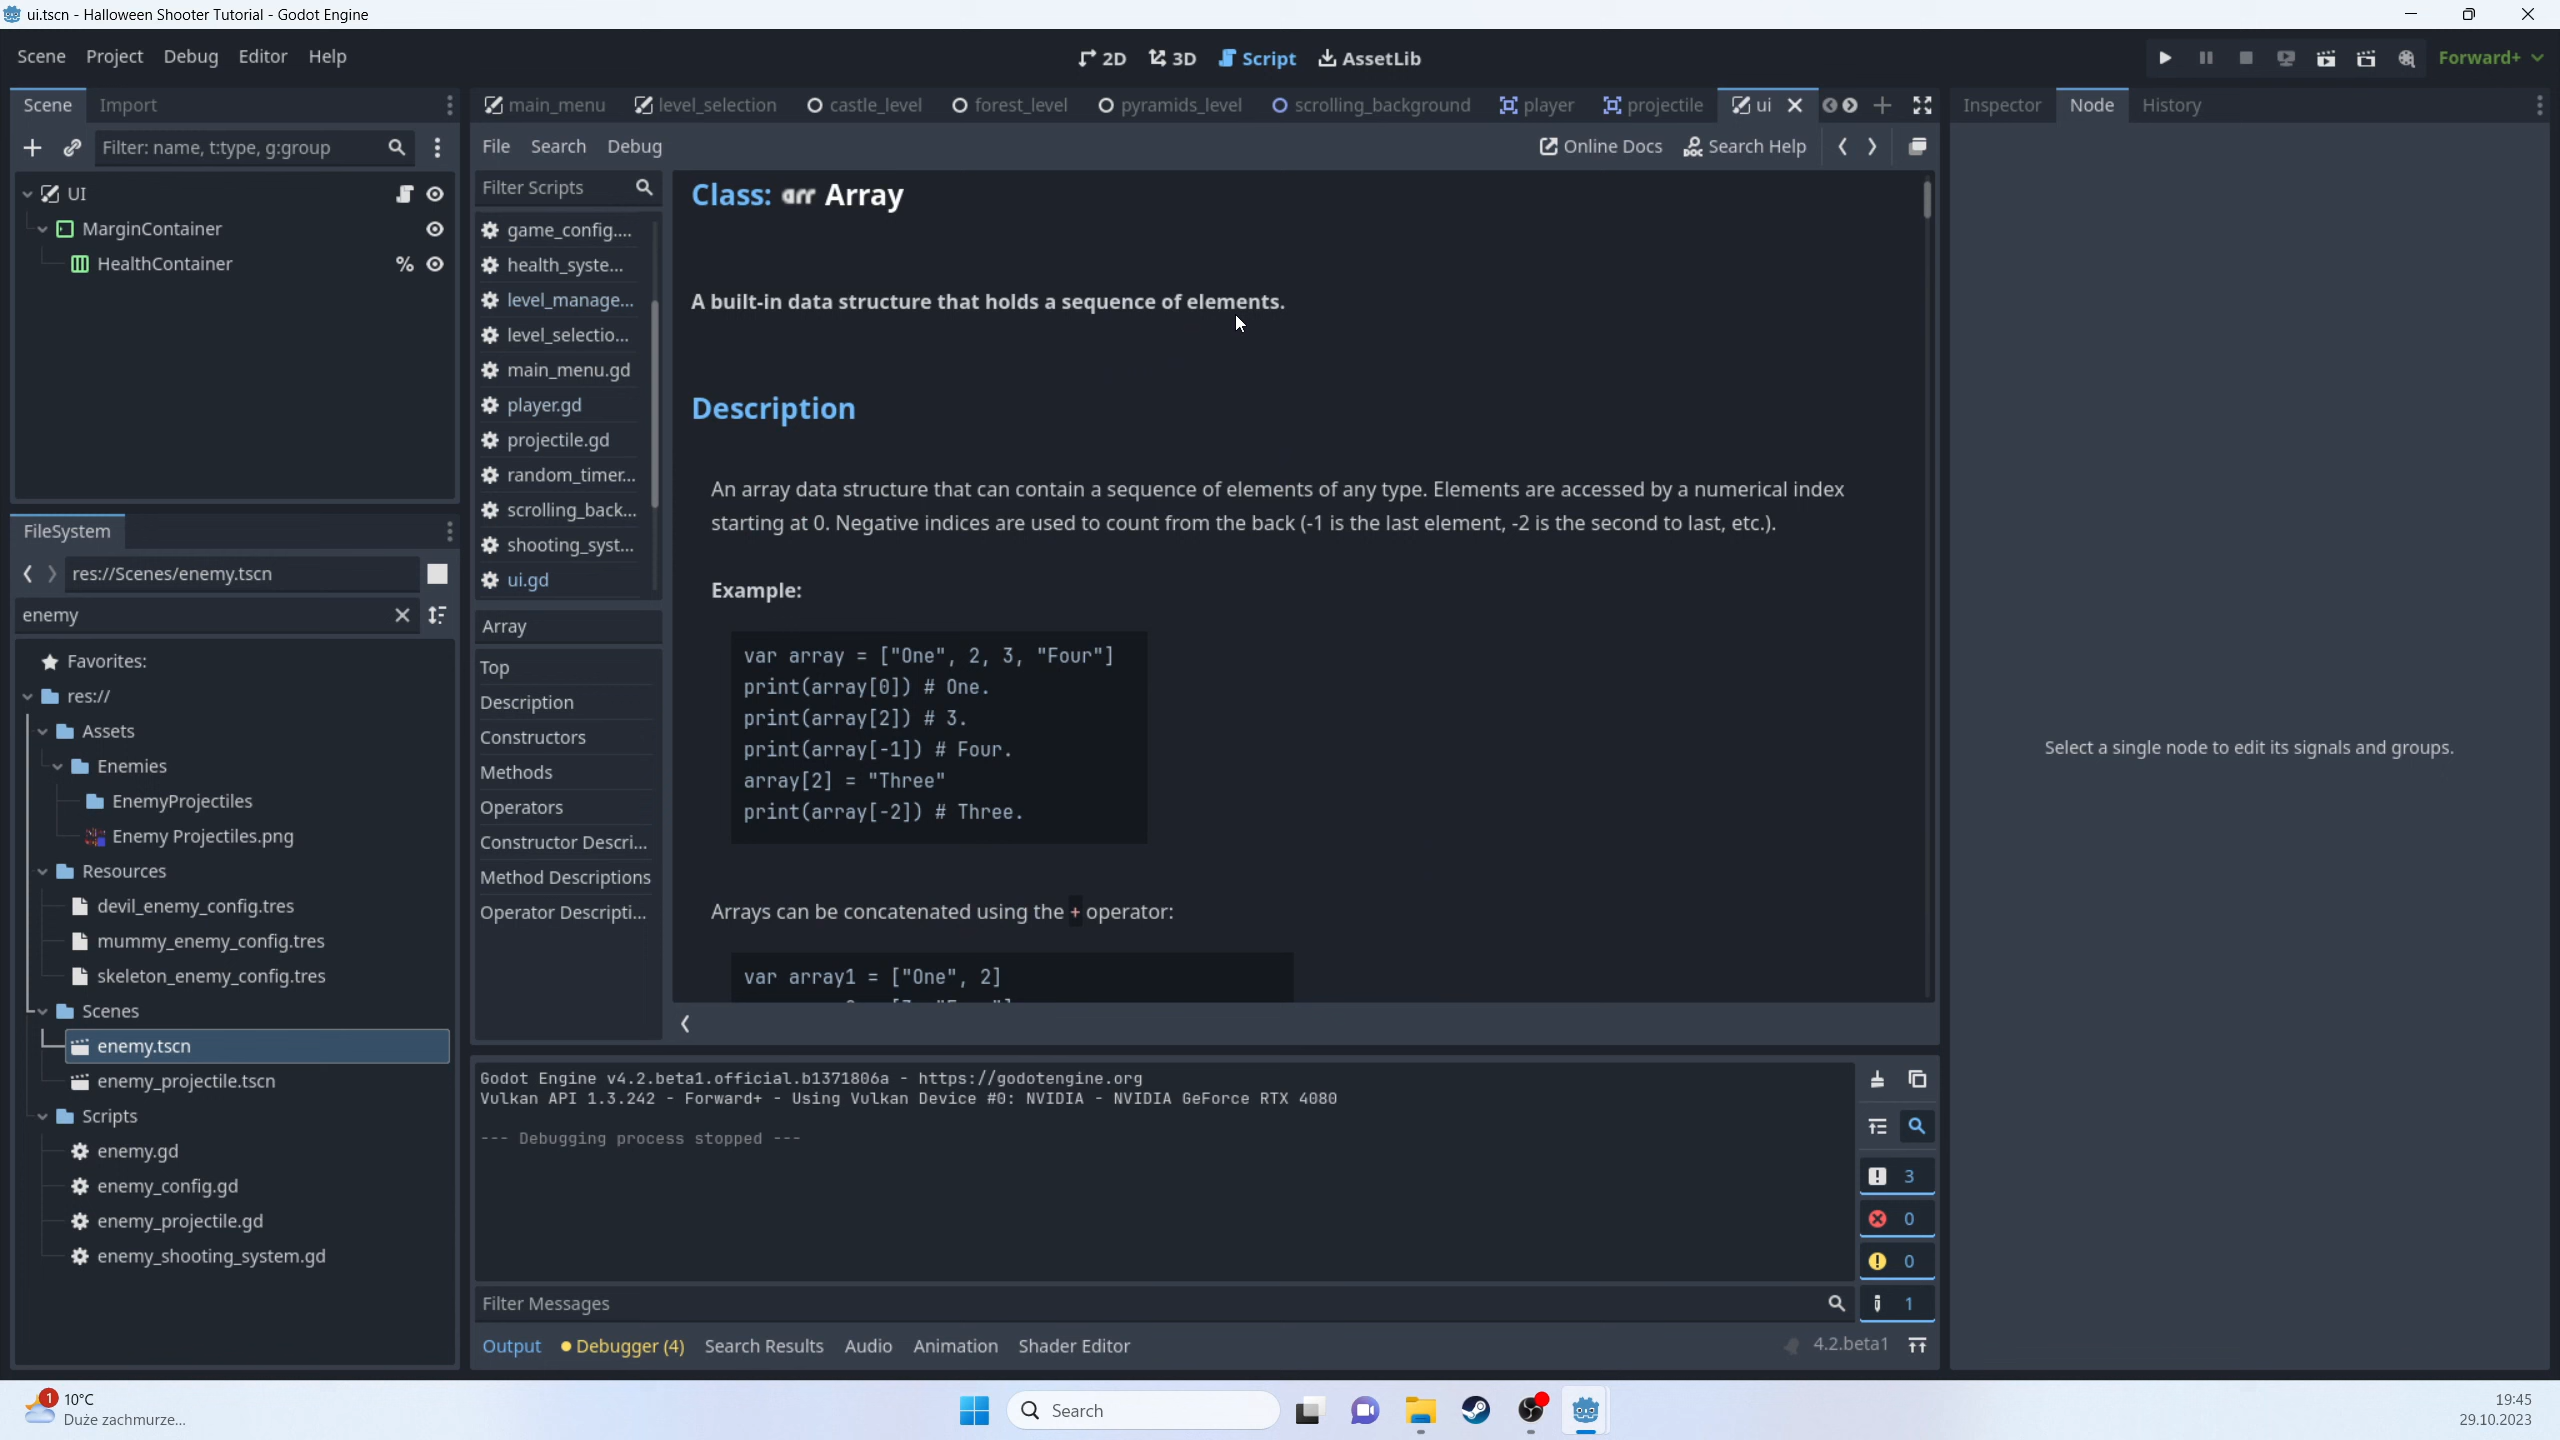 ui.tscn - Halloween Shooter Tutorial - Godot Engine
Scene Project Debug Editor Help
2D 3D Script AssetLib
Forward+
Scene Import
main_menu level_selection castle_level forest_level pyramids_level scrolling_background player projectile ui
Inspector Node History
Filter: name, t:type, g:group
File Search Debug
Online Docs Search Help
UI
MarginContainer
HealthContainer
%
Filter Scripts
game_config....
health_syste...
level_manage...
level_selectio...
main_menu.gd
player.gd
projectile.gd
random_timer...
scrolling_back...
shooting_syst...
ui.gd
Array
Top
Description
Constructors
Methods
Operators
Constructor Descri...
Method Descriptions
Operator Descripti...
Class: arr Array
A built-in data structure that holds a sequence of elements.
Description
An array data structure that can contain a sequence of elements of any type. Elements are accessed by a numerical index
starting at 0. Negative indices are used to count from the back (-1 is the last element, -2 is the second to last, etc.).
Example:
var array = ["One", 2, 3, "Four"]
print(array[0]) # One.
print(array[2]) # 3.
print(array[-1]) # Four.
array[2] = "Three"
print(array[-2]) # Three.
Arrays can be concatenated using the + operator:
var array1 = ["One", 2]
Select a single node to edit its signals and groups.
FileSystem
res://Scenes/enemy.tscn
enemy
Favorites:
res://
Assets
Enemies
EnemyProjectiles
Enemy Projectiles.png
Resources
devil_enemy_config.tres
mummy_enemy_config.tres
skeleton_enemy_config.tres
Scenes
enemy.tscn
enemy_projectile.tscn
Scripts
enemy.gd
enemy_config.gd
enemy_projectile.gd
enemy_shooting_system.gd
Godot Engine v4.2.beta1.official.b1371806a - https://godotengine.org
Vulkan API 1.3.242 - Forward+ - Using Vulkan Device #0: NVIDIA - NVIDIA GeForce RTX 4080
--- Debugging process stopped ---
3
0
0
1
Filter Messages
Output Debugger (4) Search Results Audio Animation Shader Editor
4.2.beta1
1
10°C
Duże zachmurze...
Search
19:45
29.10.2023